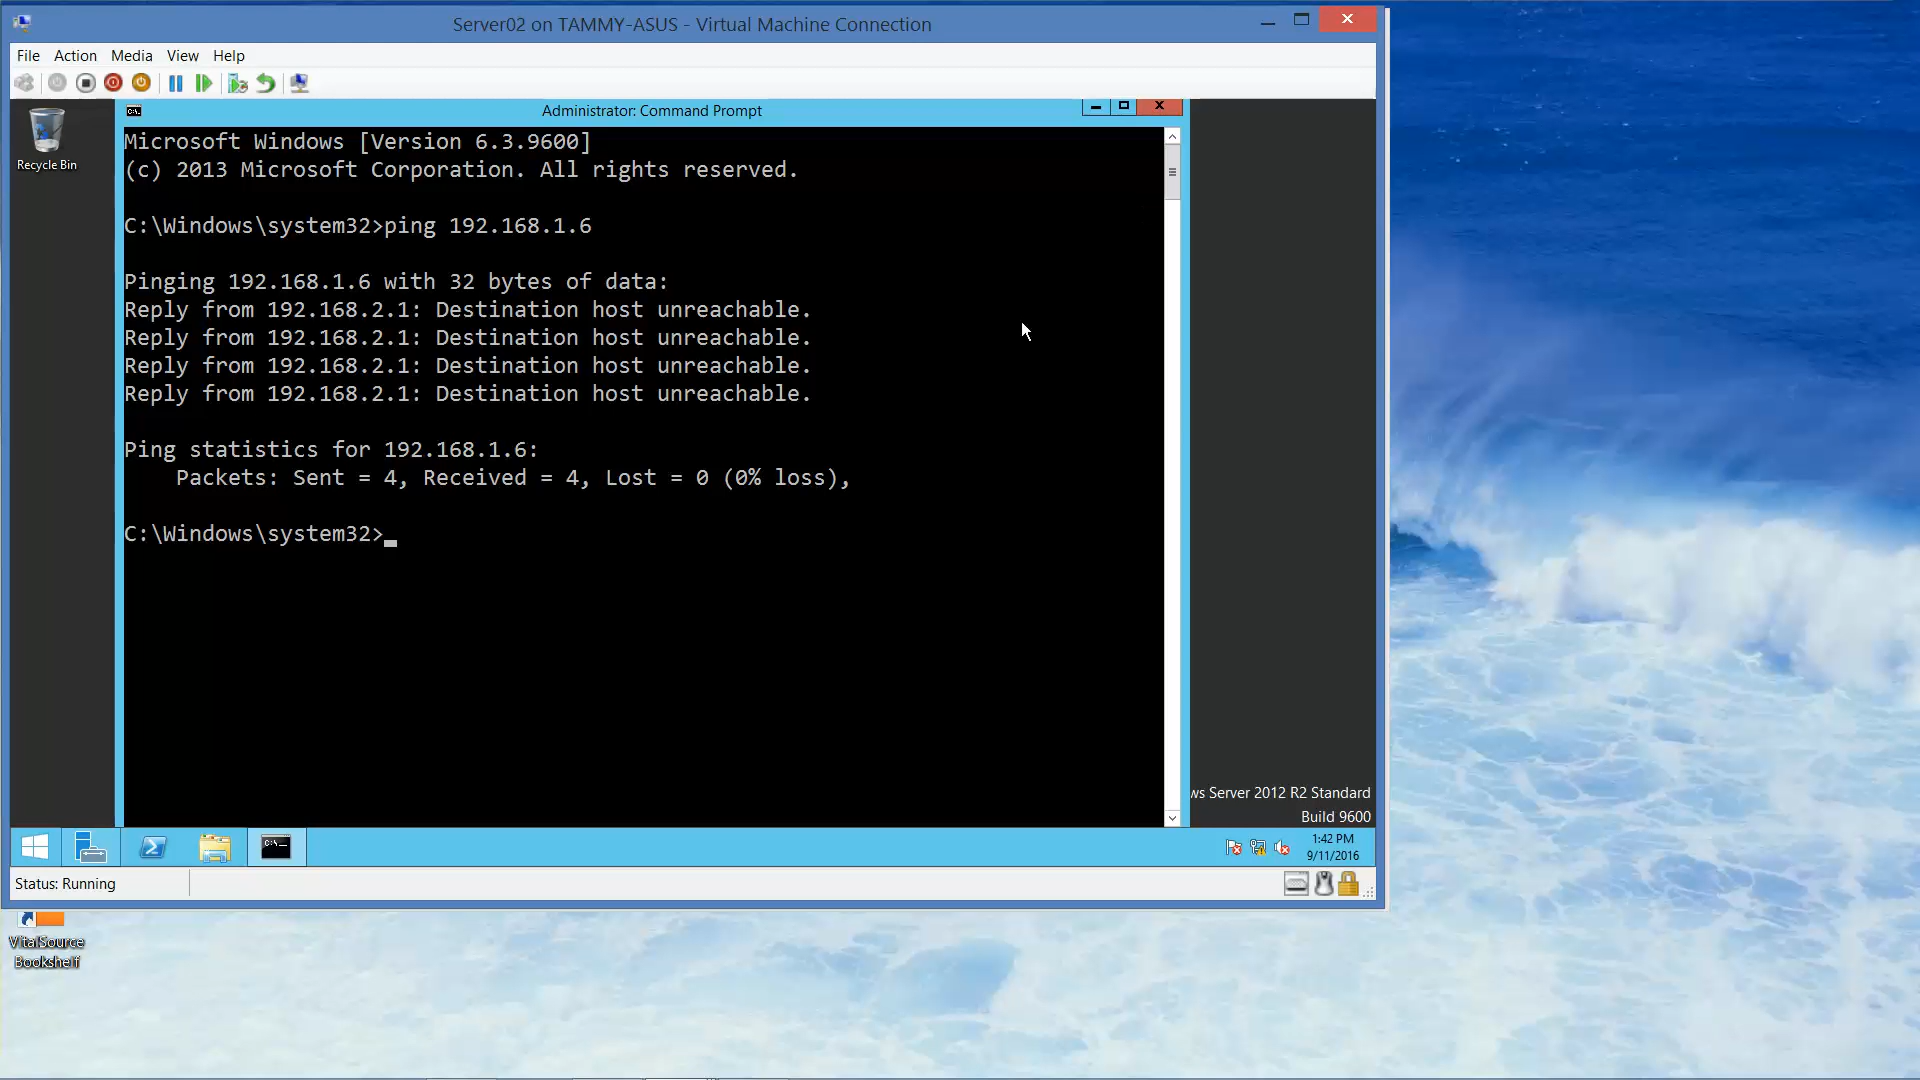 Server02 on TAMMY-ASUS - Virtual Machine Connection
File Action Media View Help
Recycle Bin
Administrator: Command Prompt
Microsoft Windows [Version 6.3.9600]
(c) 2013 Microsoft Corporation. All rights reserved.
C:\Windows\system32>ping 192.168.1.6
Pinging 192.168.1.6 with 32 bytes of data:
Reply from 192.168.2.1: Destination host unreachable.
Reply from 192.168.2.1: Destination host unreachable.
Reply from 192.168.2.1: Destination host unreachable.
Reply from 192.168.2.1: Destination host unreachable.
Ping statistics for 192.168.1.6:
    Packets: Sent = 4, Received = 4, Lost = 0 (0% loss),
C:\Windows\system32>
ws Server 2012 R2 Standard
Build 9600
1:42 PM
9/11/2016
Status: Running
VitalSource
Bookshelf